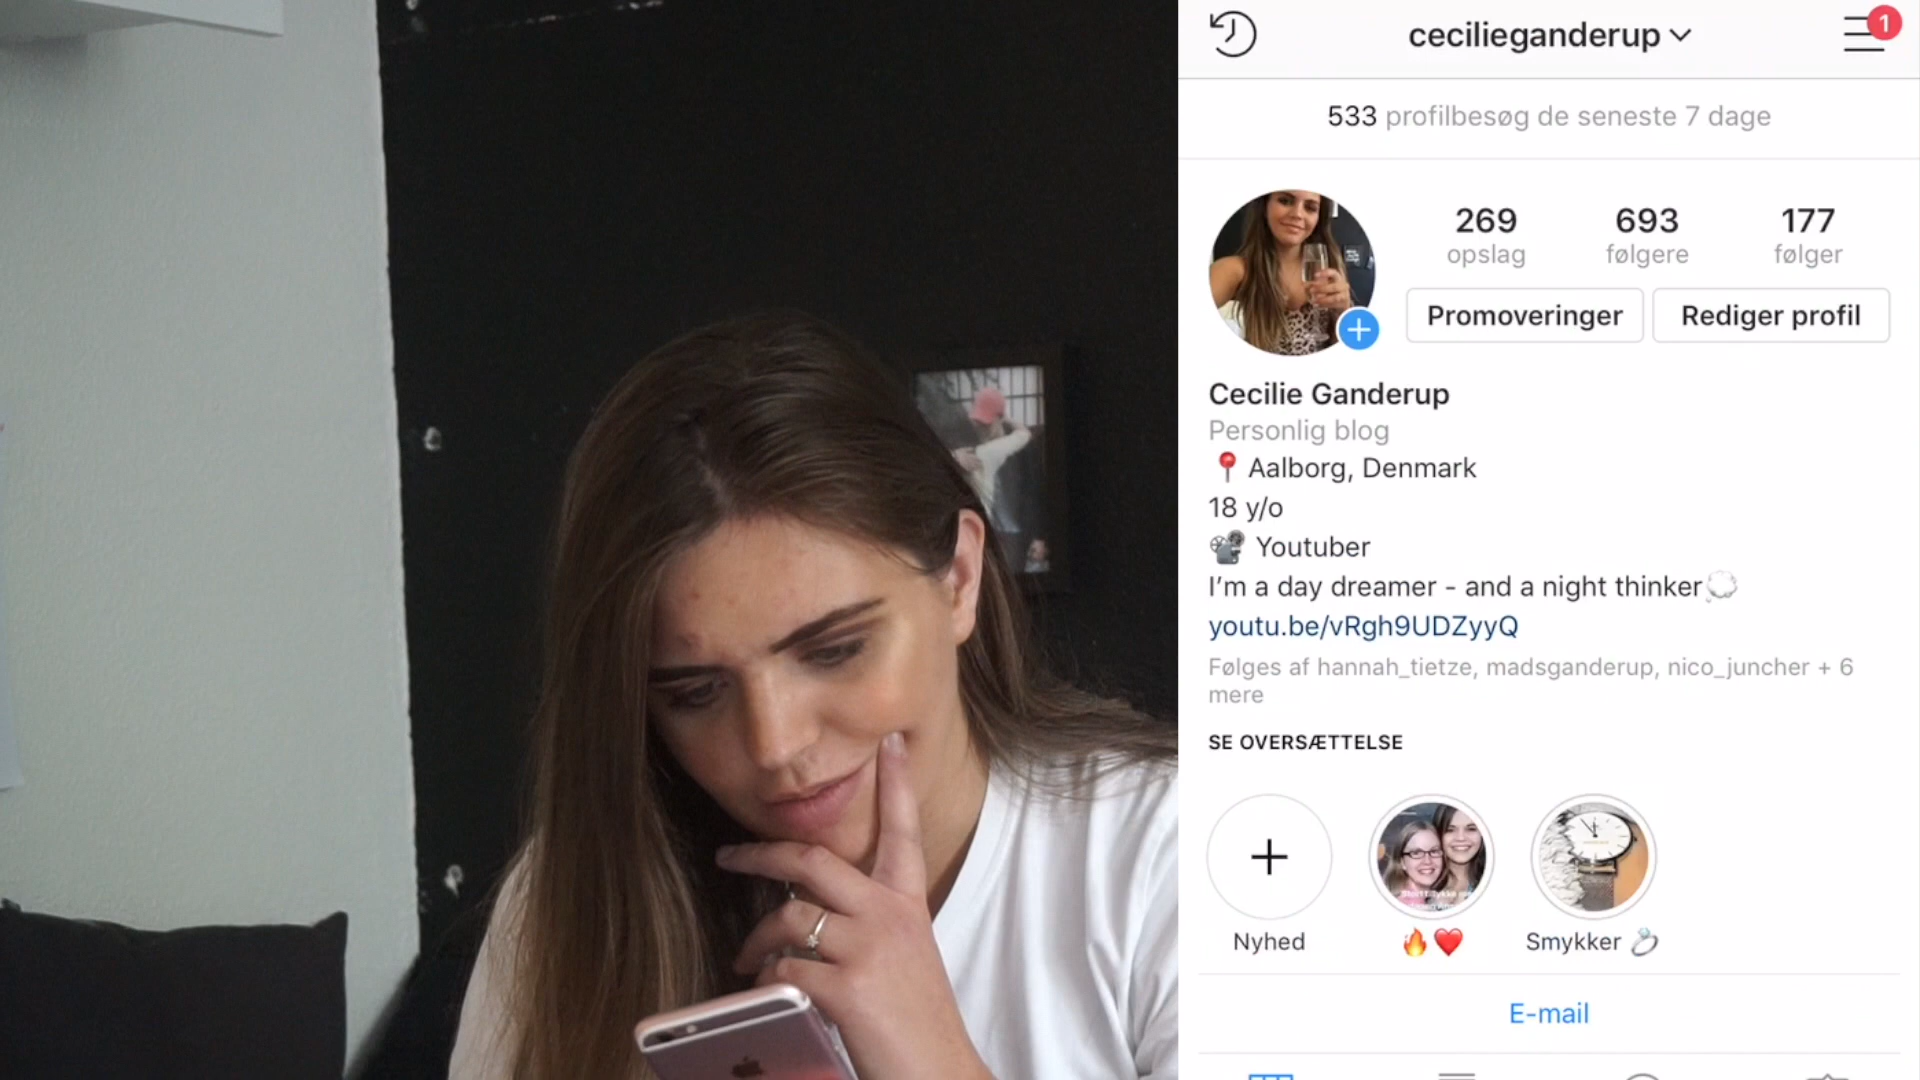 cecilieganderup
1
533 profilbesøg de seneste 7 dage
269 693 177
opslag følgere følger
Promoveringer Rediger profil
Cecilie Ganderup
Personlig blog
📍 Aalborg, Denmark
18 y/o
📽 Youtuber
I'm a day dreamer - and a night thinker💭
youtu.be/vRgh9UDZyyQ
Følges af hannah_tietze, madsganderup, nico_juncher + 6
mere
SE OVERSÆTTELSE
Nyhed 🔥❤️ Smykker 💍
E-mail